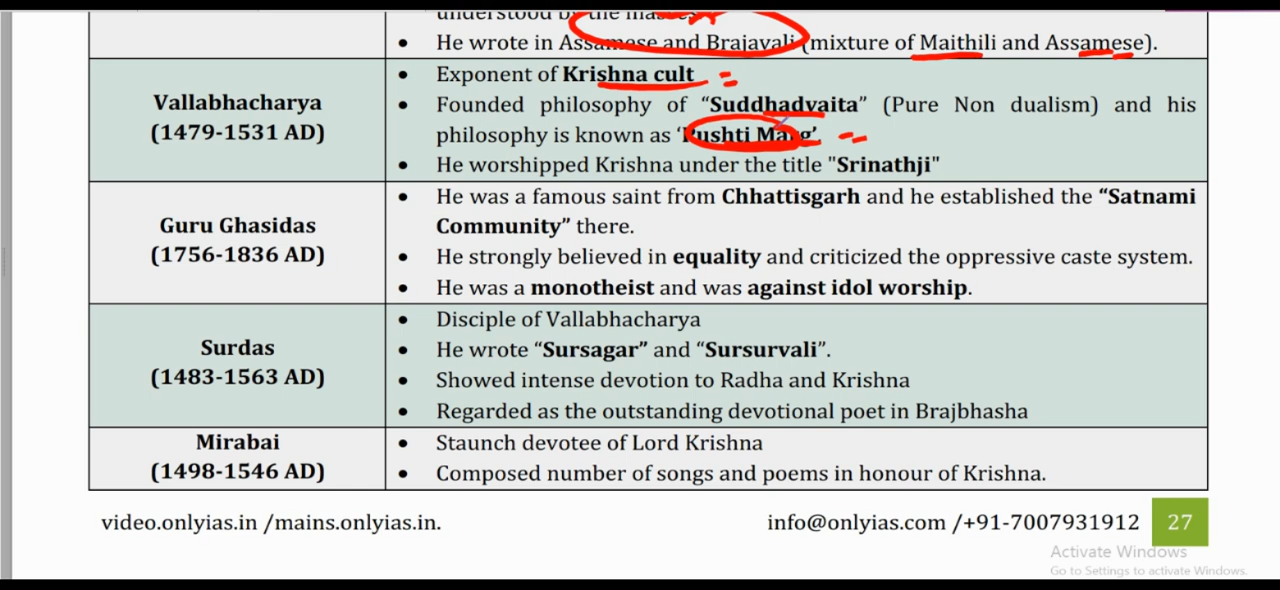 understood by the masses.
• He wrote in Assamese and Brajavali (mixture of Maithili and Assamese).
Vallabhacharya
(1479-1531 AD)
• Exponent of Krishna cult
• Founded philosophy of “Suddhadvaita” (Pure Non dualism) and his
philosophy is known as ‘Pushti Marg’.
• He worshipped Krishna under the title "Srinathji"
Guru Ghasidas
(1756-1836 AD)
• He was a famous saint from Chhattisgarh and he established the “Satnami
Community” there.
• He strongly believed in equality and criticized the oppressive caste system.
• He was a monotheist and was against idol worship.
Surdas
(1483-1563 AD)
• Disciple of Vallabhacharya
• He wrote “Sursagar” and “Sursurvali”.
• Showed intense devotion to Radha and Krishna
• Regarded as the outstanding devotional poet in Brajbhasha
Mirabai
(1498-1546 AD)
• Staunch devotee of Lord Krishna
• Composed number of songs and poems in honour of Krishna.
video.onlyias.in /mains.onlyias.in.
info@onlyias.com /+91-7007931912
27
Activate Windows
Go to Settings to activate Windows.